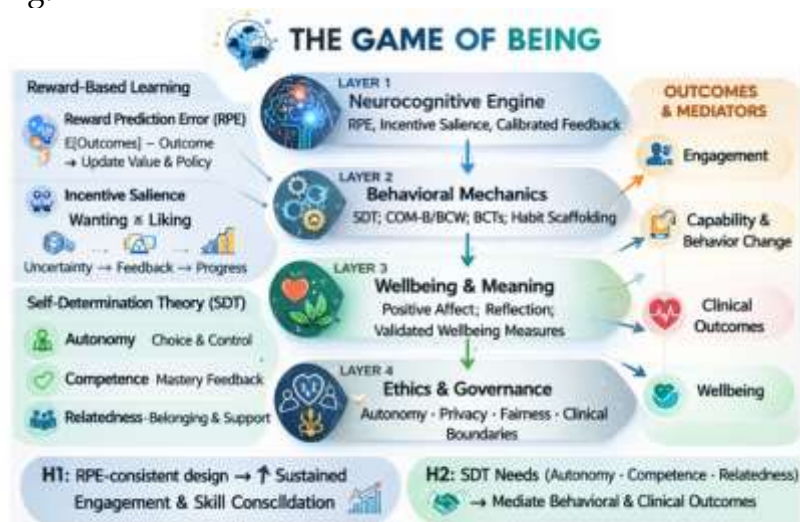 THE GAME OF BEING
Reward-Based Learning
Reward Prediction Error (RPE)
E[Outcomes] − Outcome
→ Update Value & Policy
Incentive Salience
Wanting ≠ Liking
Uncertainty → Feedback → Progress
Self-Determination Theory (SDT)
Autonomy Choice & Control
Competence Mastery Feedback
Relatedness-Belonging & Support
LAYER 1
Neurocognitive Engine
RPE, Incentive Salience, Calibrated Feedback
LAYER 2
Behavioral Mechanics
SDT; COM-B/BCW; BCTs; Habit Scaffolding
LAYER 3
Wellbeing & Meaning
Positive Affect; Reflection;
Validated Wellbeing Measures
LAYER 4
Ethics & Governance
Autonomy · Privacy · Fairness · Clinical
Boundaries
OUTCOMES
& MEDIATORS
Engagement
Capability &
Behavior Change
Clinical
Outcomes
Wellbeing
H1: RPE-consistent design → ↑ Sustained
Engagement & Skill Conscllidation
H2: SDT Needs (Autonomy · Competence · Relatedness)
→ Mediate Behavioral & Clinical Outcomes